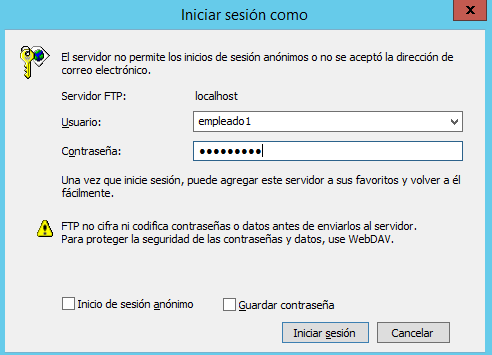 Iniciar sesión como
x
El servidor no permite los inicios de sesión anónimos o no se aceptó la dirección de
correo electrónico.
Servidor FTP: localhost
Usuario: empleado1
Contraseña: ●●●●●●●●●
Una vez que inicie sesión, puede agregar este servidor a sus favoritos y volver a él
fácilmente.
FTP no cifra ni codifica contraseñas o datos antes de enviarlos al servidor.
Para proteger la seguridad de las contraseñas y datos, use WebDAV.
Inicio de sesión anónimo Guardar contraseña
Iniciar sesión Cancelar